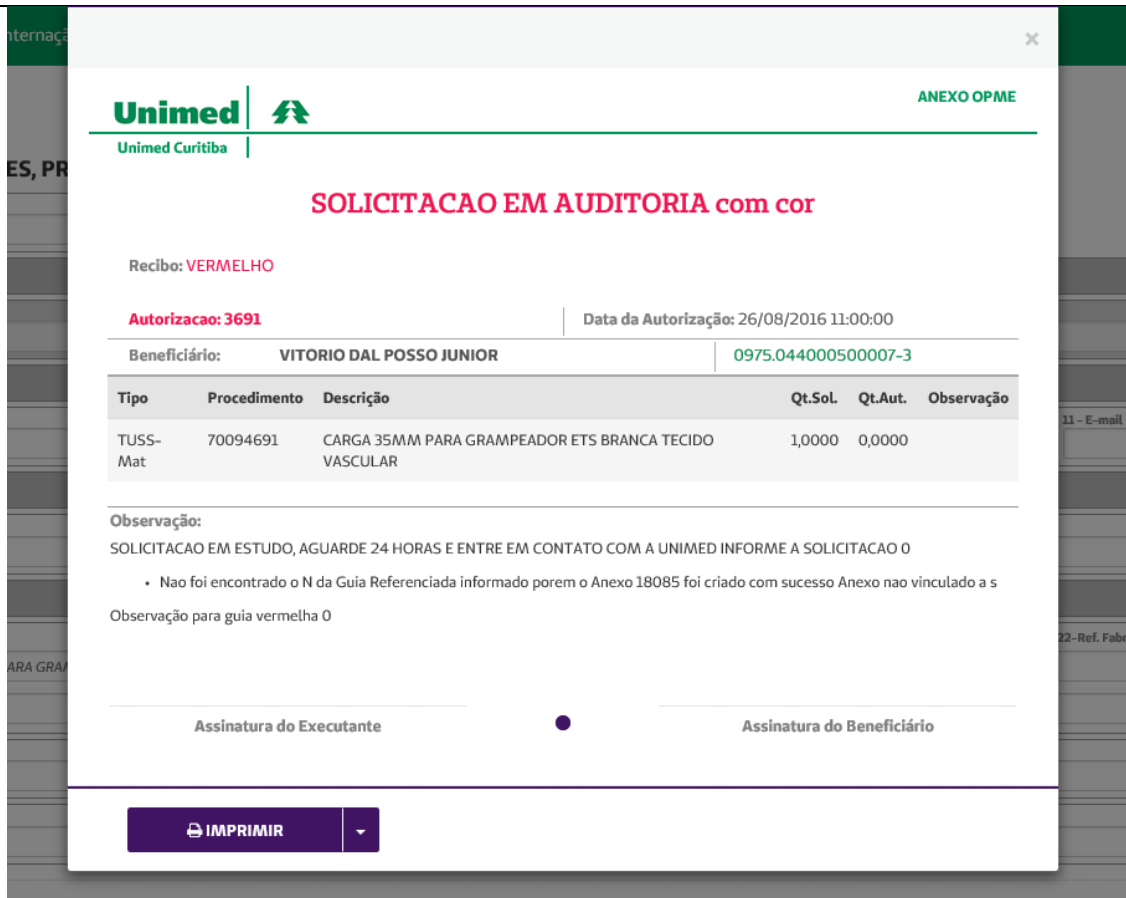 nternaçã
×
Unimed
ANEXO OPME
Unimed Curitiba
ES, PR
SOLICITACAO EM AUDITORIA com cor
Recibo: VERMELHO
Autorizacao: 3691 Data da Autorização: 26/08/2016 11:00:00
Beneficiário: VITORIO DAL POSSO JUNIOR 0975.044000500007-3
Tipo Procedimento Descrição Qt.Sol. Qt.Aut. Observação
11 - E-mail
TUSS- 70094691 CARGA 35MM PARA GRAMPEADOR ETS BRANCA TECIDO 1,0000 0,0000
Mat VASCULAR
Observação:
SOLICITACAO EM ESTUDO, AGUARDE 24 HORAS E ENTRE EM CONTATO COM A UNIMED INFORME A SOLICITACAO 0
• Nao foi encontrado o N da Guia Referenciada informado porem o Anexo 18085 foi criado com sucesso Anexo nao vinculado a s
Observação para guia vermelha 0
22-Ref. Fabr
ARA GRAM
Assinatura do Executante Assinatura do Beneficiário
IMPRIMIR